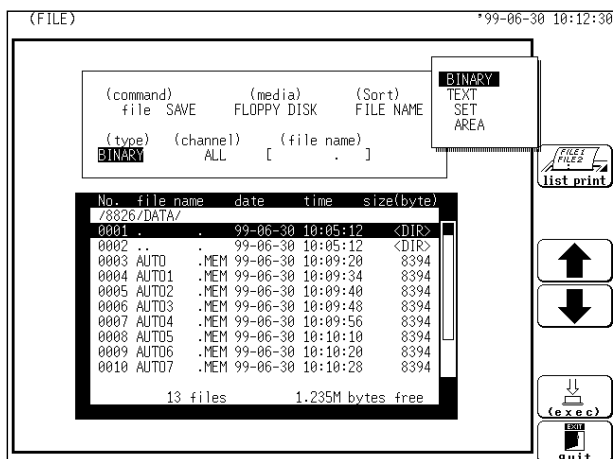 (FILE) '99-06-30 10:12:30
BINARY
TEXT
SET
AREA
(command) (media) (Sort)
file SAVE FLOPPY DISK FILE NAME
(type) (channel) (file name)
BINARY ALL [ . ]
FILE1
FILE2
list print
No. file name date time size(byte)
/8826/DATA/
0001 . . 99-06-30 10:05:12 <DIR>
0002 .. . 99-06-30 10:05:12 <DIR>
0003 AUTO .MEM 99-06-30 10:09:20 8394
0004 AUTO1 .MEM 99-06-30 10:09:34 8394
0005 AUTO2 .MEM 99-06-30 10:09:40 8394
0006 AUTO3 .MEM 99-06-30 10:09:48 8394
0007 AUTO4 .MEM 99-06-30 10:09:56 8394
0008 AUTO5 .MEM 99-06-30 10:10:10 8394
0009 AUTO6 .MEM 99-06-30 10:10:20 8394
0010 AUTO7 .MEM 99-06-30 10:10:28 8394
13 files 1.235M bytes free
(exec)
EXIT
quit